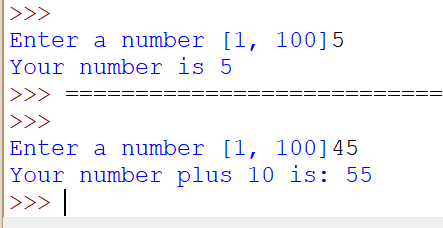 >>>
Enter a number [1, 100]5
Your number is 5
>>> ===========================
>>>
Enter a number [1, 100]45
Your number plus 10 is: 55
>>>